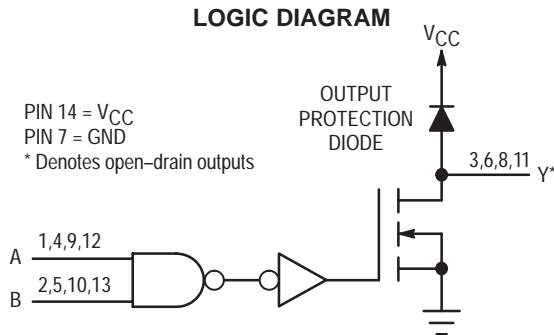 LOGIC DIAGRAM
VCC
PIN 14 = VCC
PIN 7 = GND
* Denotes open–drain outputs
OUTPUT
PROTECTION
DIODE
3,6,8,11
Y*
A
1,4,9,12
B
2,5,10,13